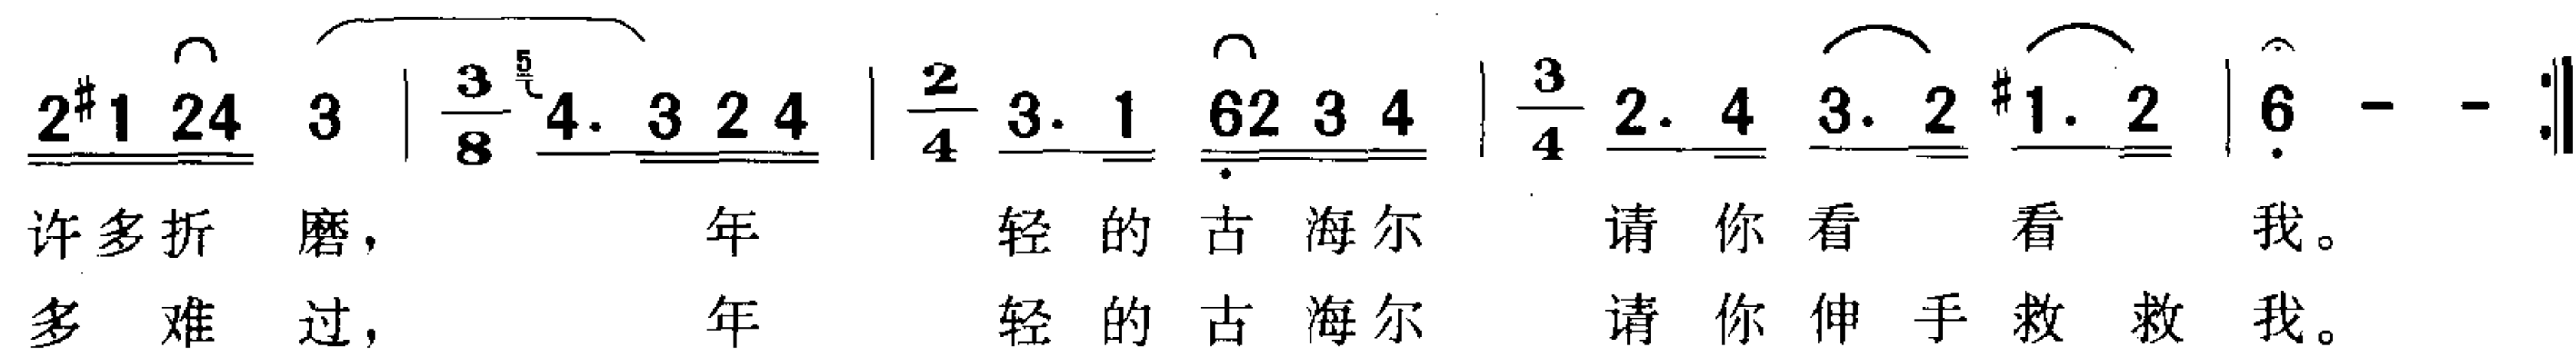 2 #1 24 3 | 3/8 5 4. 3 2 4 | 2/4 3. 1 62 3 4 | 3/4 2. 4 3. 2 #1. 2 | 6 - - :‖
许多折 磨， 年 轻 的 古 海尔 请 你 看 看 我。
多 难 过， 年 轻 的 古 海尔 请 你 伸 手 救 救 我。